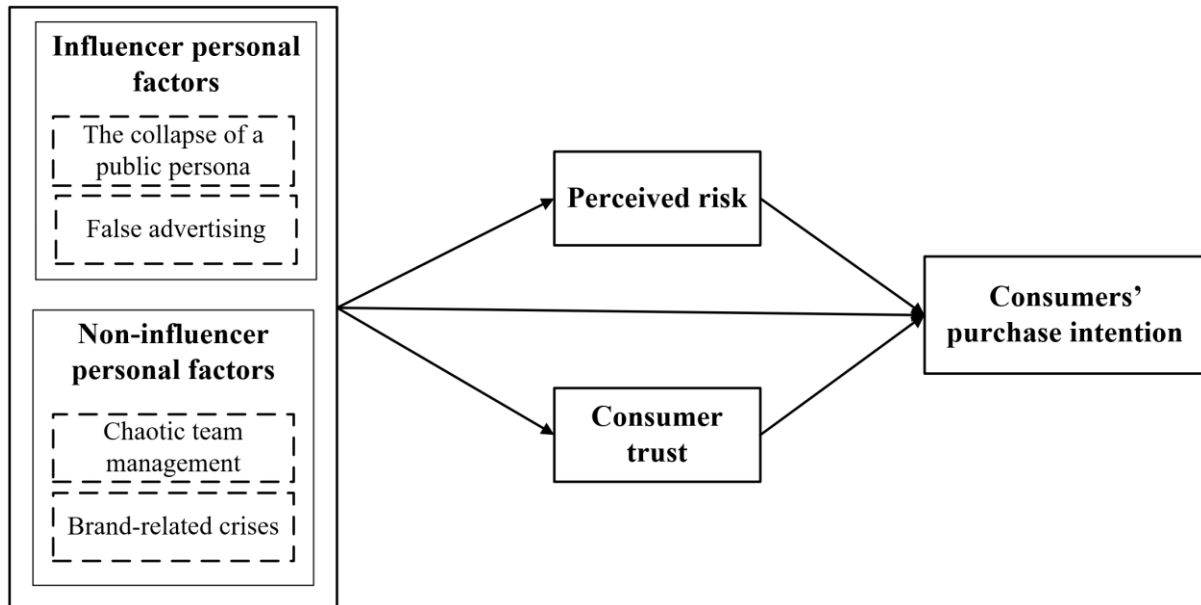 Influencer personal
factors
The collapse of a
public persona
False advertising
Non-influencer
personal factors
Chaotic team
management
Brand-related crises
Perceived risk
Consumer
trust
Consumers’
purchase intention